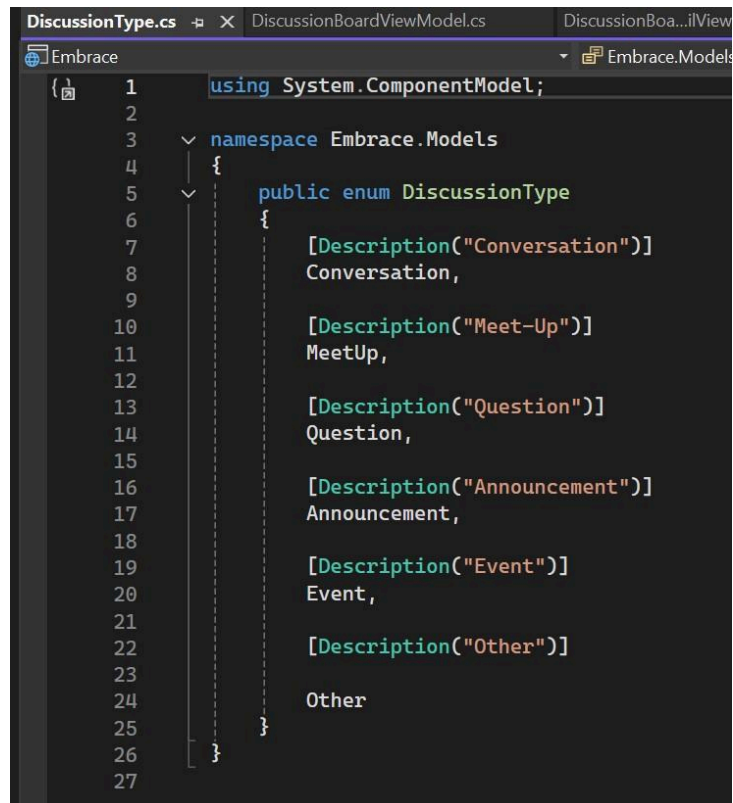 DiscussionType.cs DiscussionBoardViewModel.cs DiscussionBoa...ilView
Embrace Embrace.Models
1 using System.ComponentModel;
2
3 namespace Embrace.Models
4 {
5 public enum DiscussionType
6 {
7 [Description("Conversation")]
8 Conversation,
9
10 [Description("Meet-Up")]
11 MeetUp,
12
13 [Description("Question")]
14 Question,
15
16 [Description("Announcement")]
17 Announcement,
18
19 [Description("Event")]
20 Event,
21
22 [Description("Other")]
23
24 Other
25 }
26 }
27